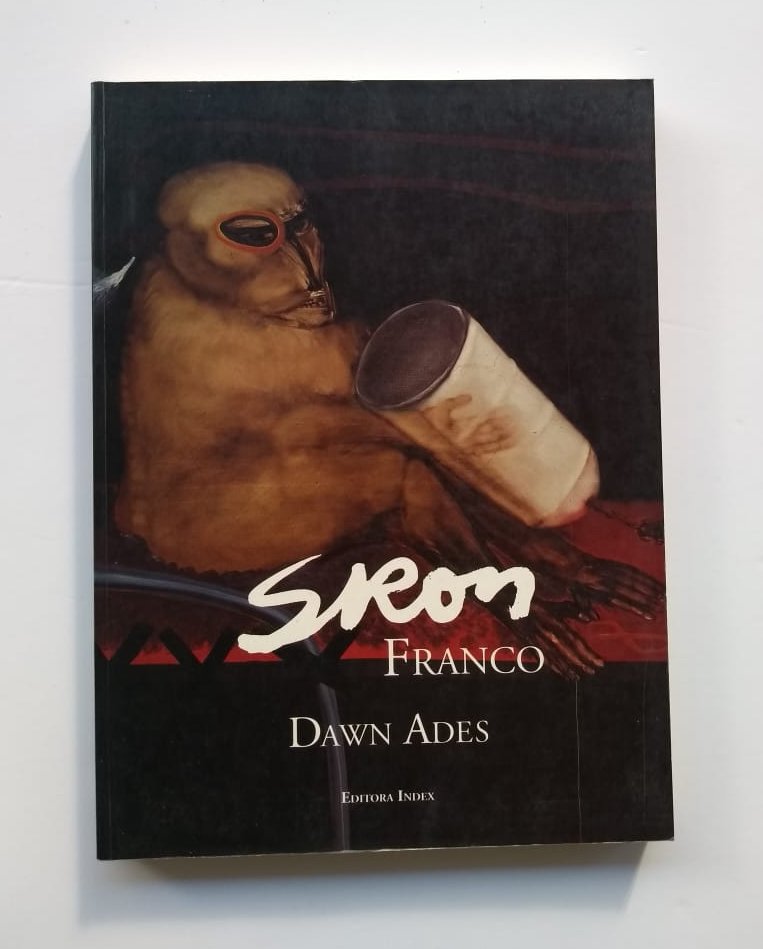 SIRON
FRANCO
DAWN ADES
EDITORA INDEX